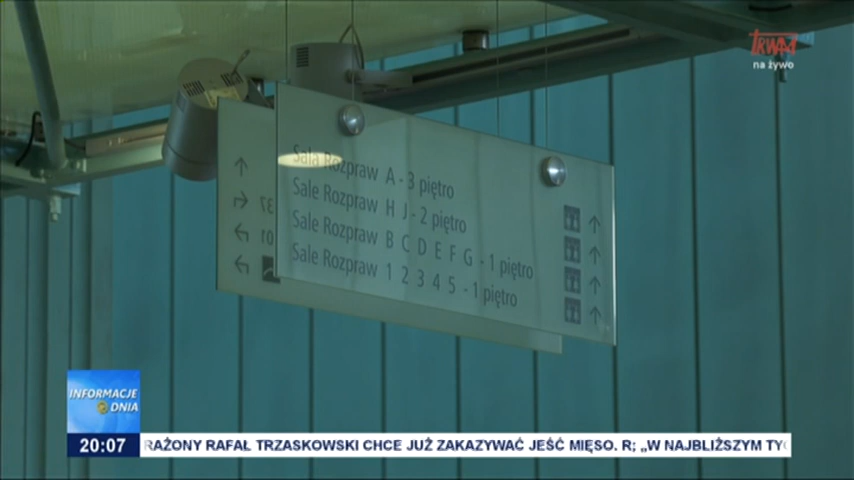 TRWAM
na żywo
Sala Rozpraw A - 3 piętro
Sale Rozpraw H J - 2 piętro
Sale Rozpraw B C D E F G - 1 piętro
Sale Rozpraw 1 2 3 4 5 - 1 piętro
INFORMACJE
DNIA
20:07 RAŻONY RAFAŁ TRZASKOWSKI CHCE JUŻ ZAKAZYWAĆ JEŚĆ MIĘSO. R; „W NAJBLIŻSZYM TYG